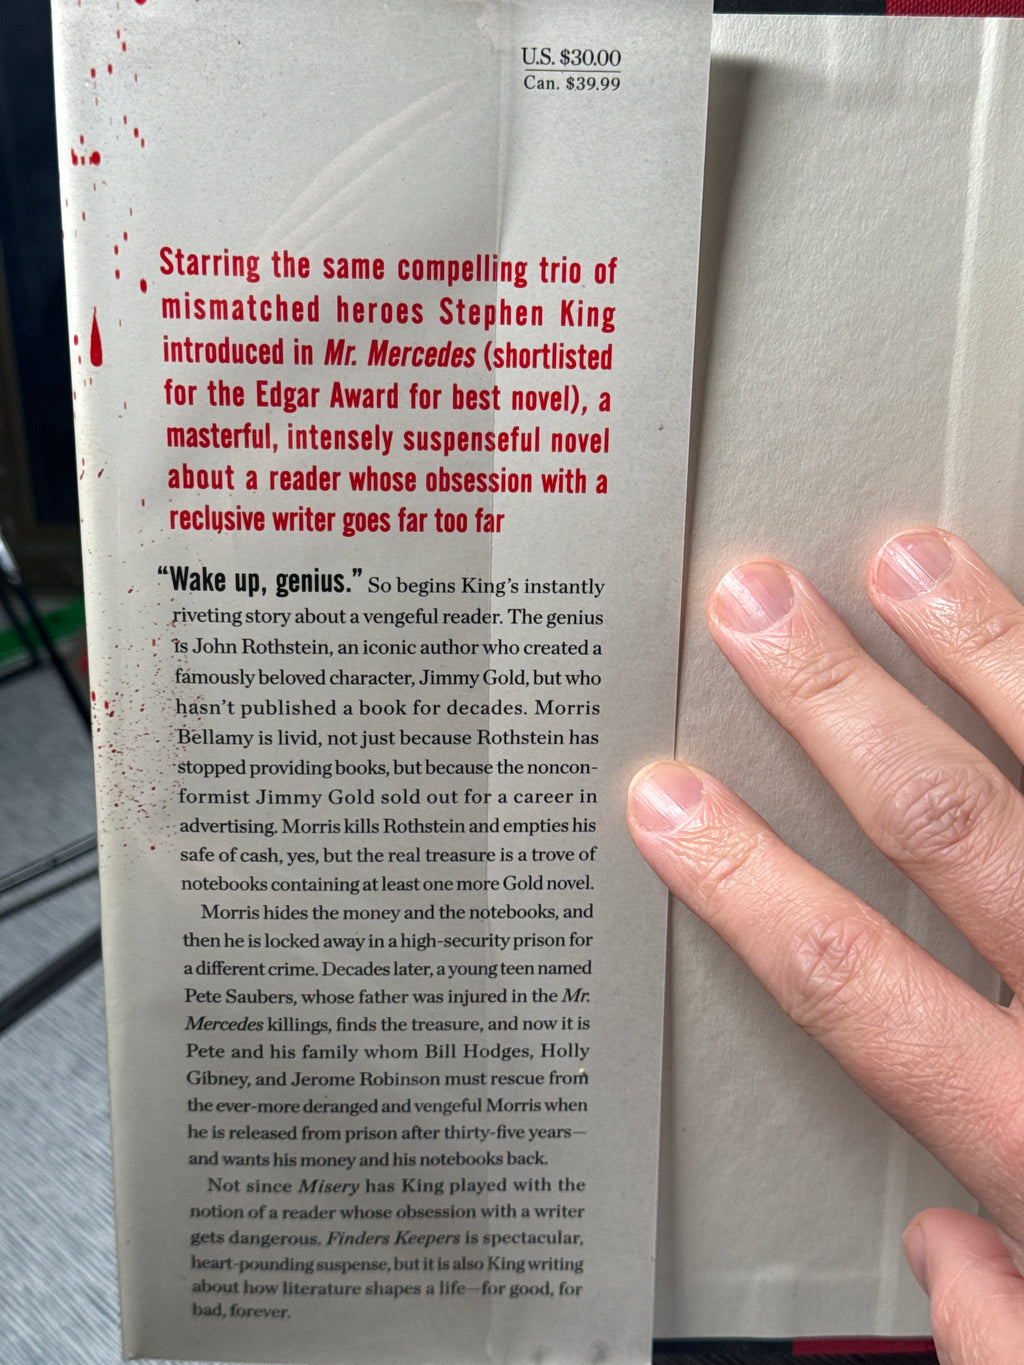 U.S. $30.00
Can. $39.99
Starring the same compelling trio of
mismatched heroes Stephen King
introduced in Mr. Mercedes (shortlisted
for the Edgar Award for best novel), a
masterful, intensely suspenseful novel
about a reader whose obsession with a
reclusive writer goes far too far
“Wake up, genius.” So begins King’s instantly
riveting story about a vengeful reader. The genius
is John Rothstein, an iconic author who created a
famously beloved character, Jimmy Gold, but who
hasn’t published a book for decades. Morris
Bellamy is livid, not just because Rothstein has
stopped providing books, but because the noncon-
formist Jimmy Gold sold out for a career in
advertising. Morris kills Rothstein and empties his
safe of cash, yes, but the real treasure is a trove of
notebooks containing at least one more Gold novel.
Morris hides the money and the notebooks, and
then he is locked away in a high-security prison for
a different crime. Decades later, a young teen named
Pete Saubers, whose father was injured in the Mr.
Mercedes killings, finds the treasure, and now it is
Pete and his family whom Bill Hodges, Holly
Gibney, and Jerome Robinson must rescue from
the ever-more deranged and vengeful Morris when
he is released from prison after thirty-five years—
and wants his money and his notebooks back.
Not since Misery has King played with the
notion of a reader whose obsession with a writer
gets dangerous. Finders Keepers is spectacular,
heart-pounding suspense, but it is also King writing
about how literature shapes a life—for good, for
bad, forever.